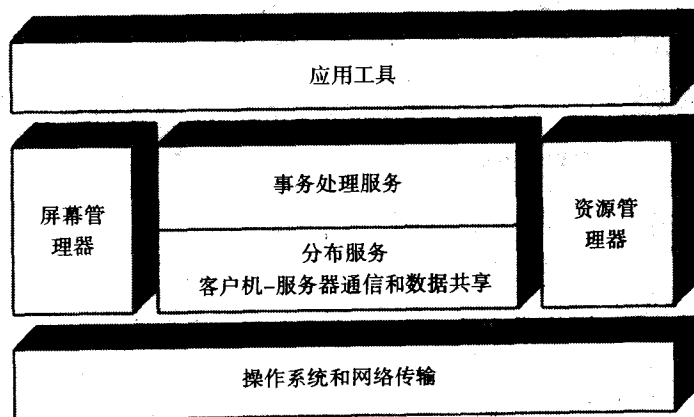 应用工具
屏幕管
理器
事务处理服务
分布服务
客户机-服务器通信和数据共享
资源管
理器
操作系统和网络传输